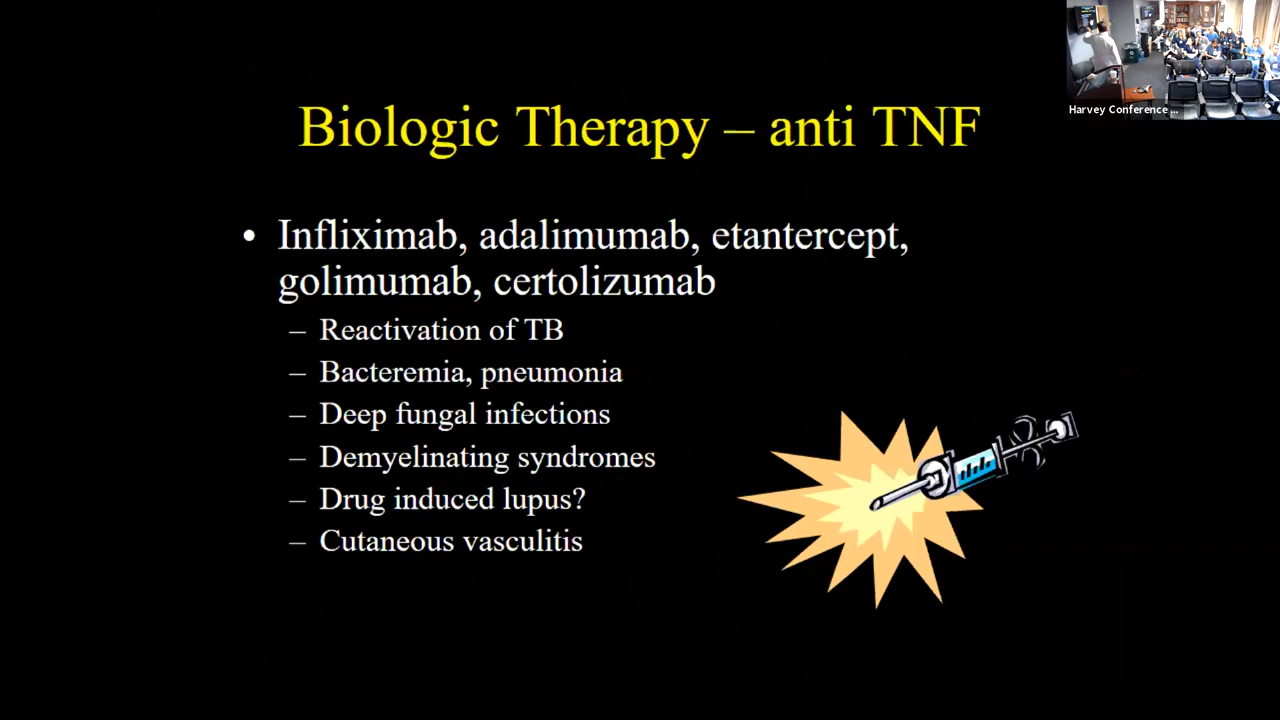 Harvey Conference ...
Biologic Therapy – anti TNF
• Infliximab, adalimumab, etanercept,
golimumab, certolizumab
– Reactivation of TB
– Bacteremia, pneumonia
– Deep fungal infections
– Demyelinating syndromes
– Drug induced lupus?
– Cutaneous vasculitis